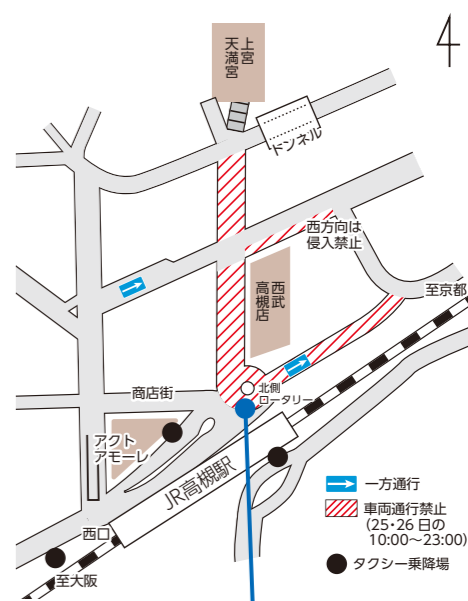 上宮
天満宮
トンネル
西方向は
侵入禁止
西武
高槻店
至京都
北側
ロータリー
商店街
アクト
アモーレ
JR高槻駅
西口
至大阪
一方通行
車両通行禁止
(25・26日の
10:00〜23:00)
タクシー乗降場